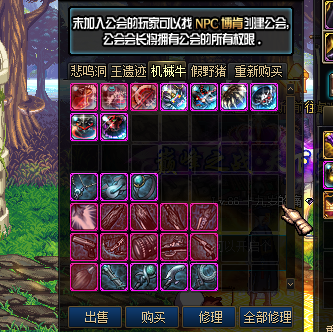 未加入公会的玩家可以找 NPC 博肯创建公会,
公会会长将拥有公会的所有权限.
悲鸣洞 王遗迹 机械牛 假野猪 重新购买
出售 购买 修理 全部修理